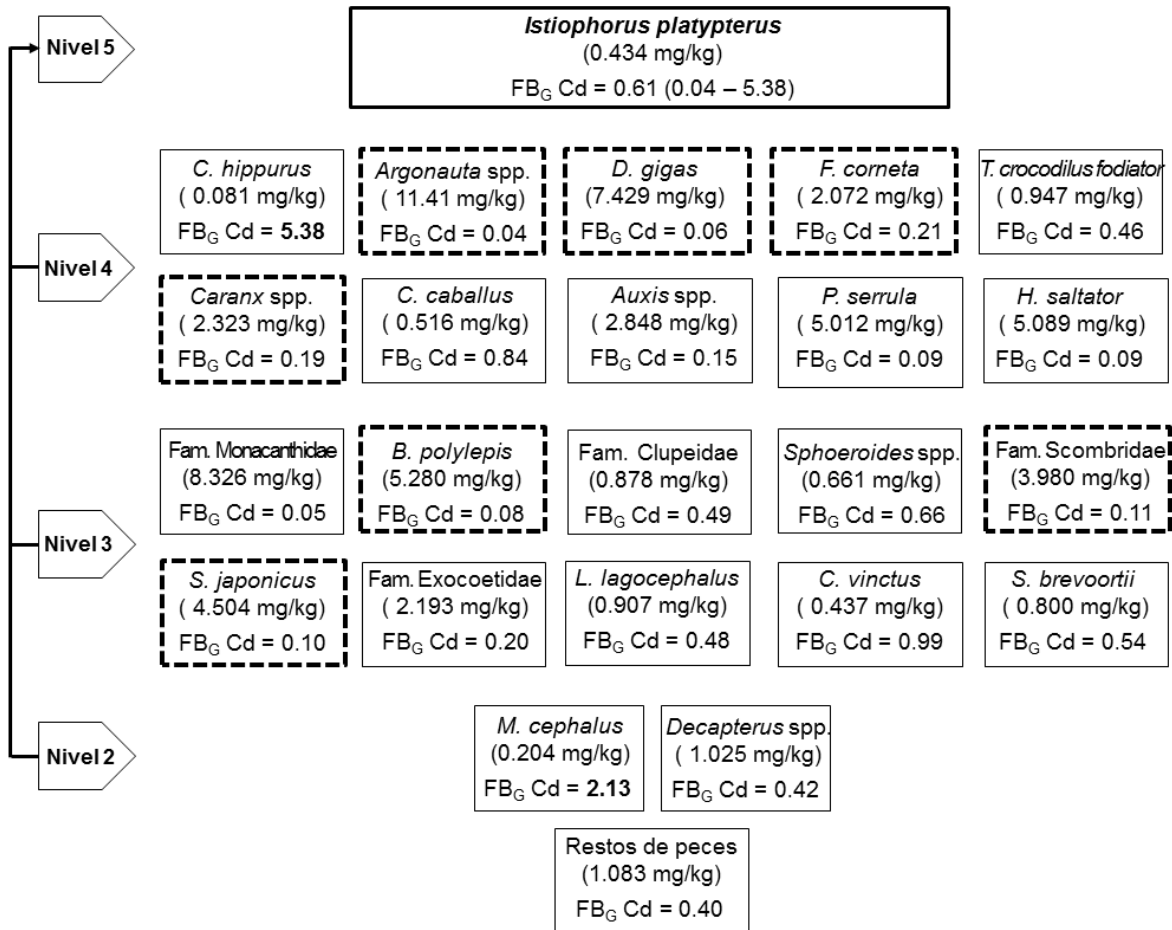 Nivel 5
Istiophorus platypterus
(0.434 mg/kg)
FBG Cd = 0.61 (0.04 – 5.38)
Nivel 4
C. hippurus
( 0.081 mg/kg)
FBG Cd = 5.38
Argonauta spp.
( 11.41 mg/kg)
FBG Cd = 0.04
D. gigas
(7.429 mg/kg)
FBG Cd = 0.06
F. corneta
( 2.072 mg/kg)
FBG Cd = 0.21
T. crocodilus fodiator
( 0.947 mg/kg)
FBG Cd = 0.46
Caranx spp.
( 2.323 mg/kg)
FBG Cd = 0.19
C. caballus
( 0.516 mg/kg)
FBG Cd = 0.84
Auxis spp.
( 2.848 mg/kg)
FBG Cd = 0.15
P. serrula
( 5.012 mg/kg)
FBG Cd = 0.09
H. saltator
( 5.089 mg/kg)
FBG Cd = 0.09
Nivel 3
Fam. Monacanthidae
(8.326 mg/kg)
FBG Cd = 0.05
B. polylepis
(5.280 mg/kg)
FBG Cd = 0.08
Fam. Clupeidae
(0.878 mg/kg)
FBG Cd = 0.49
Sphoeroides spp.
(0.661 mg/kg)
FBG Cd = 0.66
Fam. Scombridae
(3.980 mg/kg)
FBG Cd = 0.11
S. japonicus
( 4.504 mg/kg)
FBG Cd = 0.10
Fam. Exocoetidae
( 2.193 mg/kg)
FBG Cd = 0.20
L. lagocephalus
(0.907 mg/kg)
FBG Cd = 0.48
C. vinctus
(0.437 mg/kg)
FBG Cd = 0.99
S. brevoortii
( 0.800 mg/kg)
FBG Cd = 0.54
Nivel 2
M. cephalus
(0.204 mg/kg)
FBG Cd = 2.13
Decapterus spp.
( 1.025 mg/kg)
FBG Cd = 0.42
Restos de peces
(1.083 mg/kg)
FBG Cd = 0.40